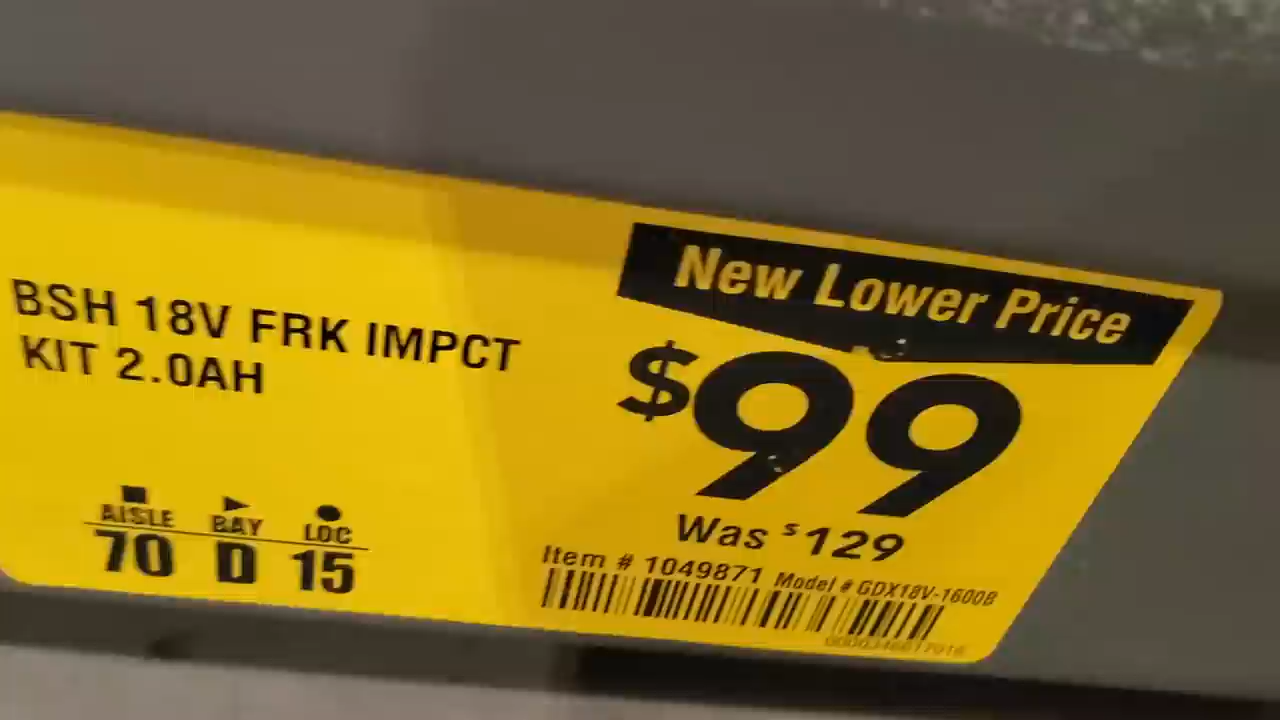 BSH 18V FRK IMPCT
KIT 2.0AH
AISLE BAY LOC
70 D 15
New Lower Price
$99
Was $129
Item # 1049871 Model # GDX18V-1600B